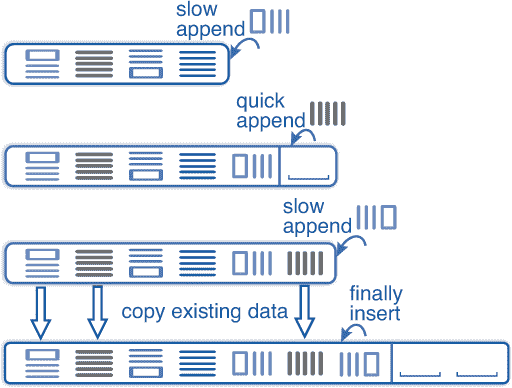 slow
append
quick
append
slow
append
copy existing data
finally
insert